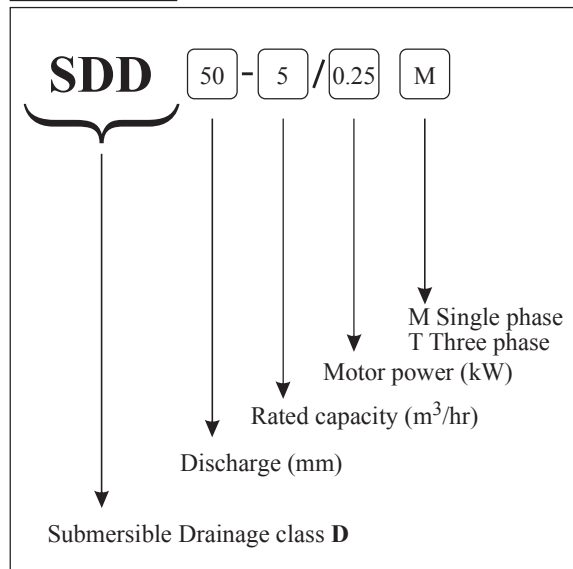 SDD 50 - 5 / 0.25 M
M Single phase
T Three phase
Motor power (kW)
Rated capacity (m³/hr)
Discharge (mm)
Submersible Drainage class D